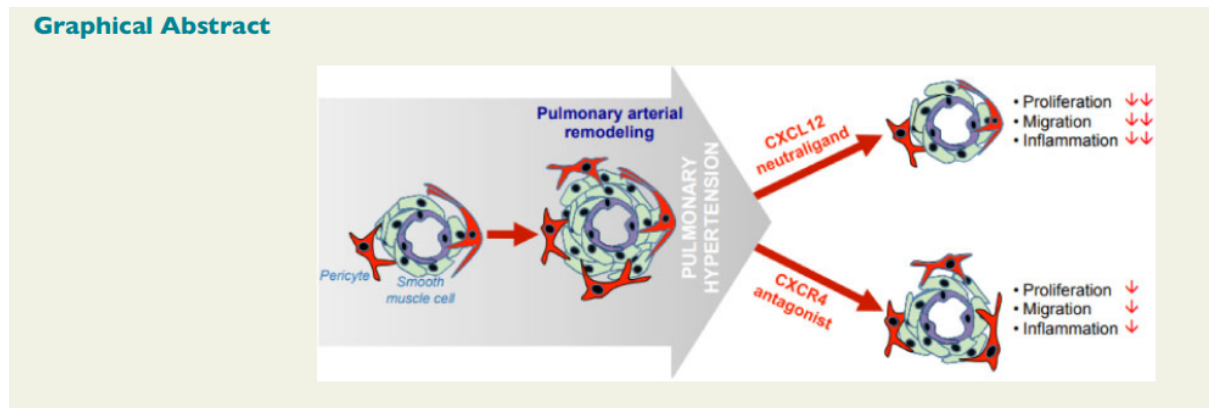 Graphical Abstract
Pulmonary arterial
remodeling
Pericyte
Smooth
muscle cell
PULMONARY
HYPERTENSION
CXCL12
neutraligand
• Proliferation ↓↓
• Migration ↓↓
• Inflammation ↓↓
CXCR4
antagonist
• Proliferation ↓
• Migration ↓
• Inflammation ↓